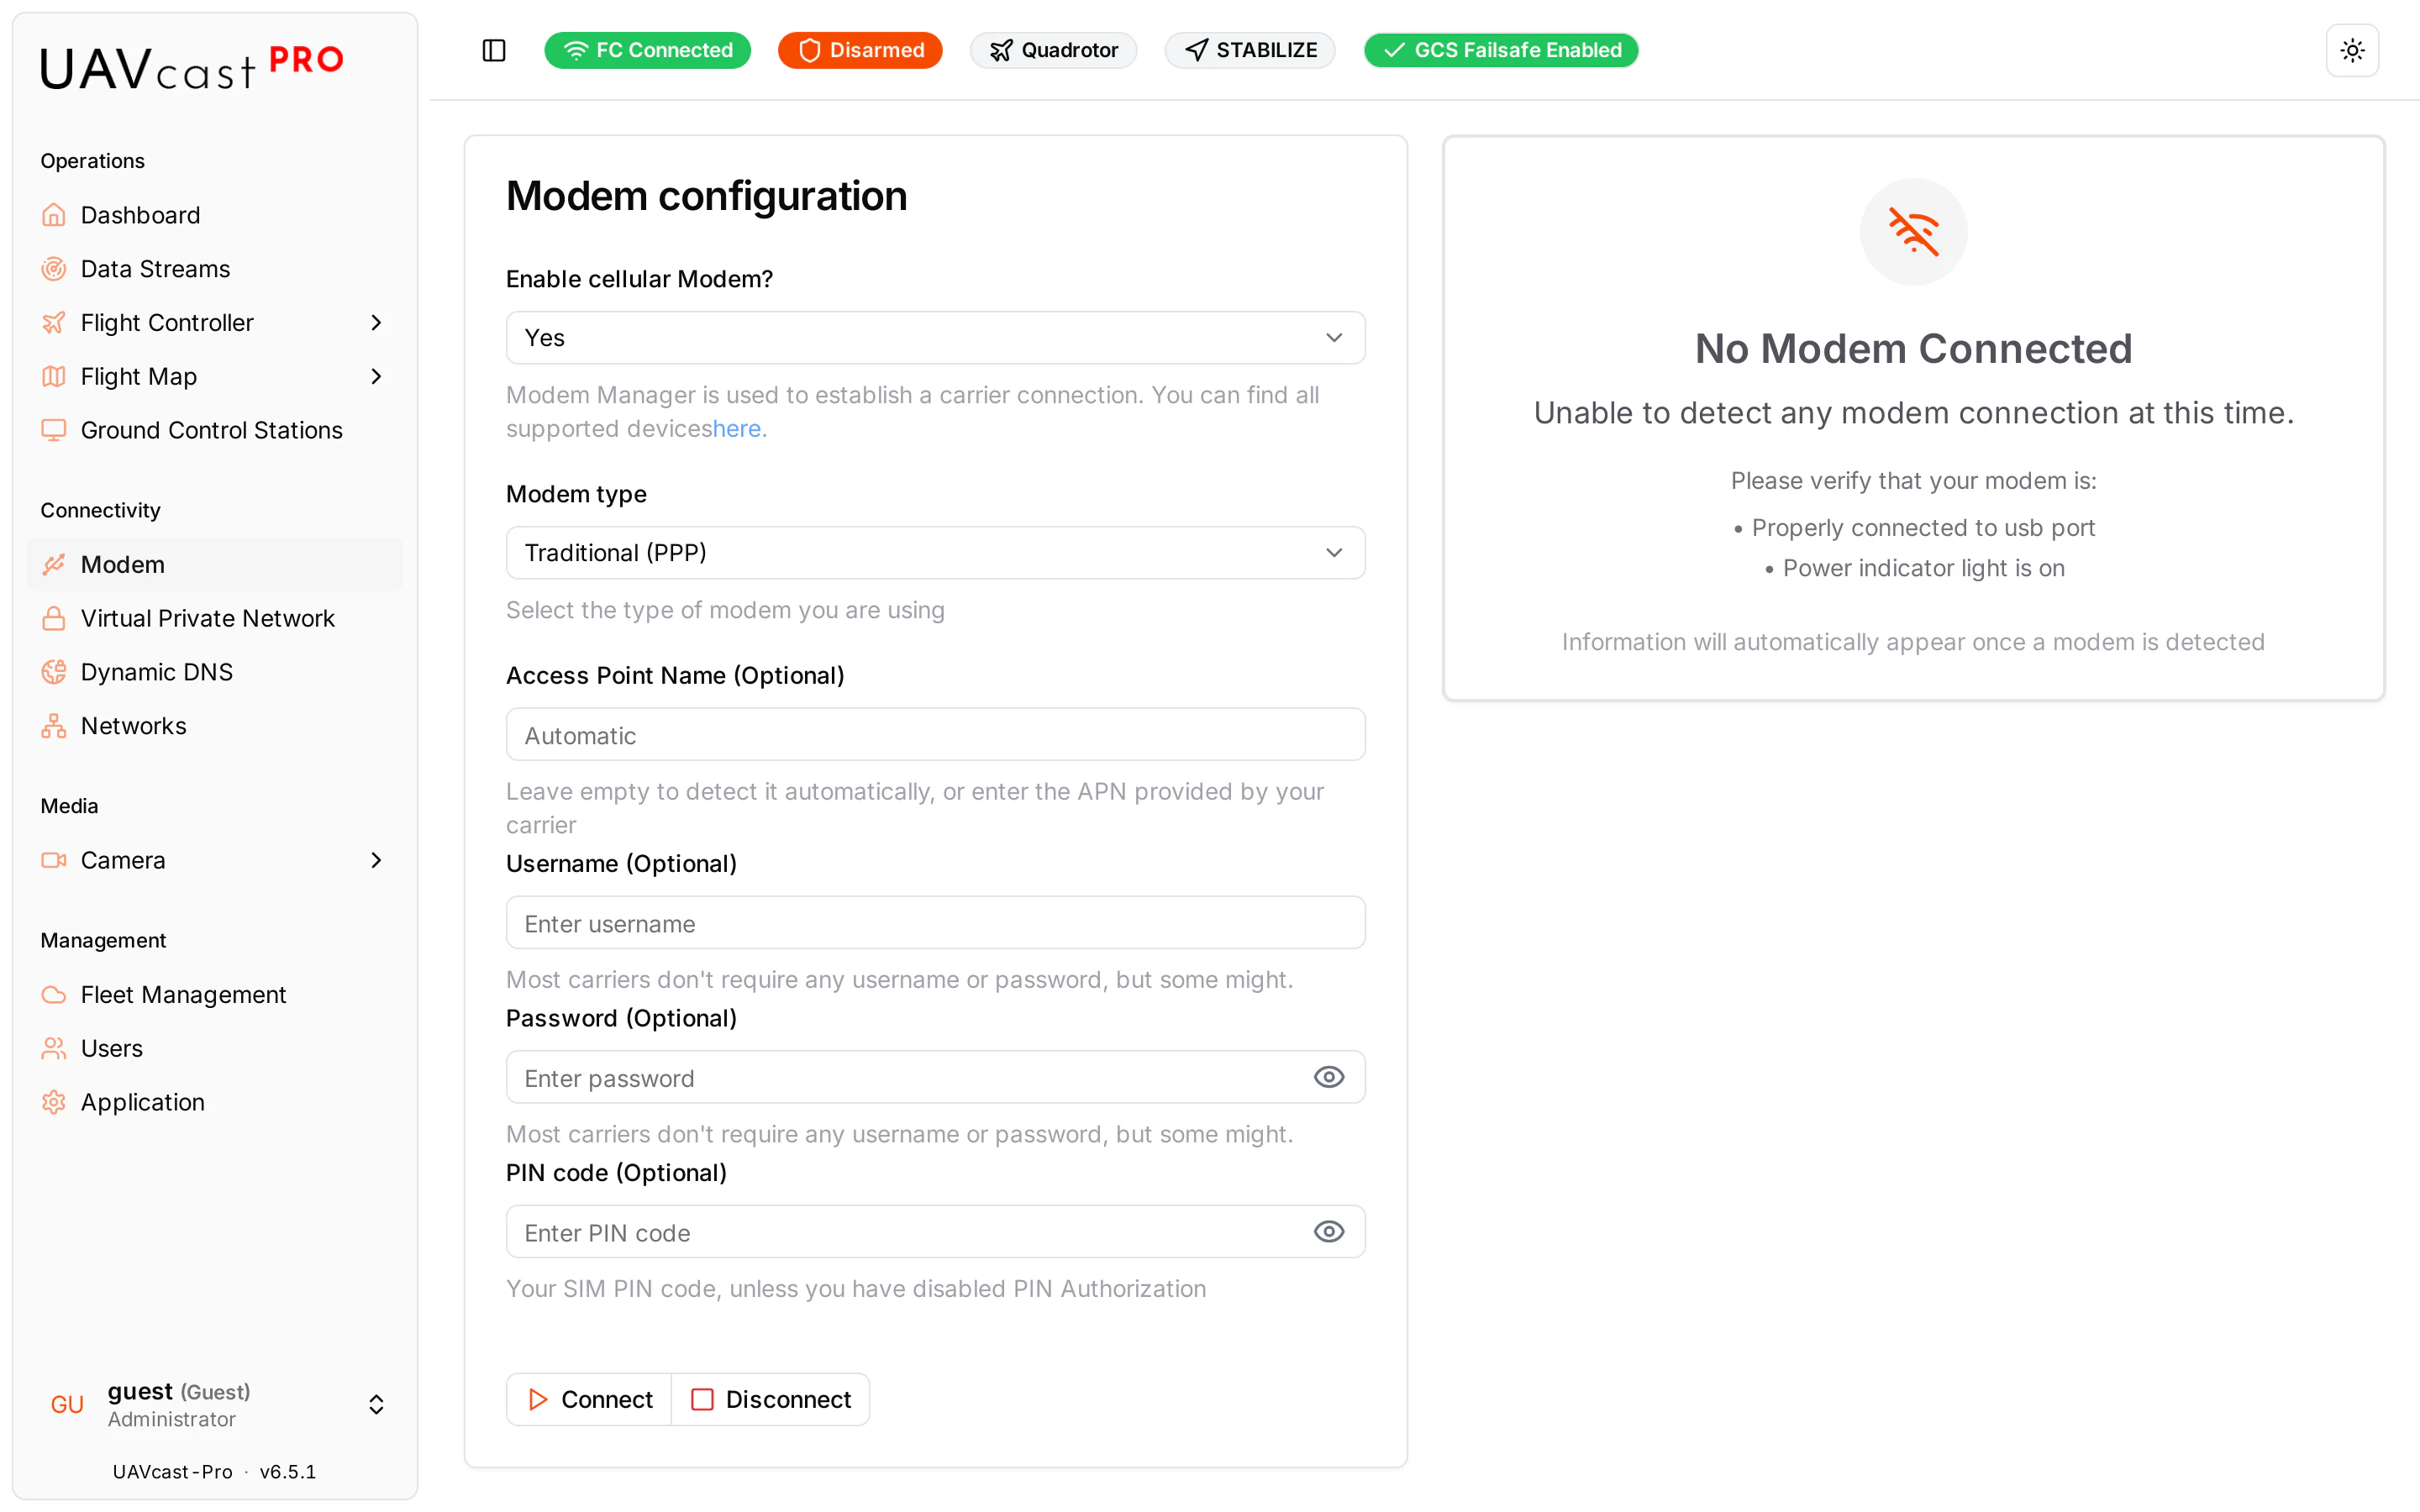 UAVcast PRO
Operations
Dashboard
Data Streams
Flight Controller
Flight Map
Ground Control Stations
Connectivity
Modem
Virtual Private Network
Dynamic DNS
Networks
Media
Camera
Management
Fleet Management
Users
Application
GU
guest (Guest)
Administrator
UAVcast-Pro · v6.5.1
FC Connected
Disarmed
Quadrotor
STABILIZE
GCS Failsafe Enabled
Modem configuration
Enable cellular Modem?
Yes
Modem Manager is used to establish a carrier connection. You can find all
supported deviceshere.
Modem type
Traditional (PPP)
Select the type of modem you are using
Access Point Name (Optional)
Automatic
Leave empty to detect it automatically, or enter the APN provided by your
carrier
Username (Optional)
Enter username
Most carriers don't require any username or password, but some might.
Password (Optional)
Enter password
Most carriers don't require any username or password, but some might.
PIN code (Optional)
Enter PIN code
Your SIM PIN code, unless you have disabled PIN Authorization
Connect
Disconnect
No Modem Connected
Unable to detect any modem connection at this time.
Please verify that your modem is:
• Properly connected to usb port
• Power indicator light is on
Information will automatically appear once a modem is detected